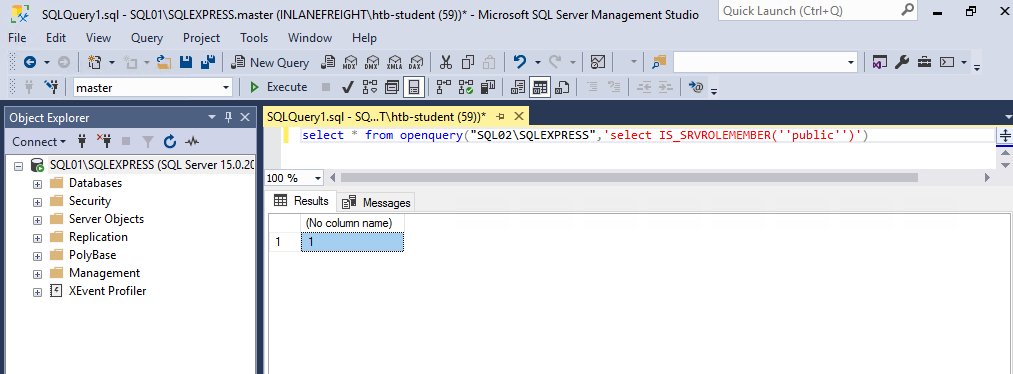 SQLQuery1.sql - SQL01\SQLEXPRESS.master (INLANEFREIGHT\htb-student (59))* - Microsoft SQL Server Management Studio
Quick Launch (Ctrl+Q)
File Edit View Query Project Tools Window Help
New Query MDX DMX XMLA DAX
master Execute
Object Explorer
SQLQuery1.sql - SQ...T\htb-student (59))*
Connect
select * from openquery("SQL02\SQLEXPRESS",'select IS_SRVROLEMEMBER(''public'')')
SQL01\SQLEXPRESS (SQL Server 15.0.20
Databases
Security
Server Objects
Replication
PolyBase
Management
XEvent Profiler
100 %
Results Messages
(No column name)
1 1